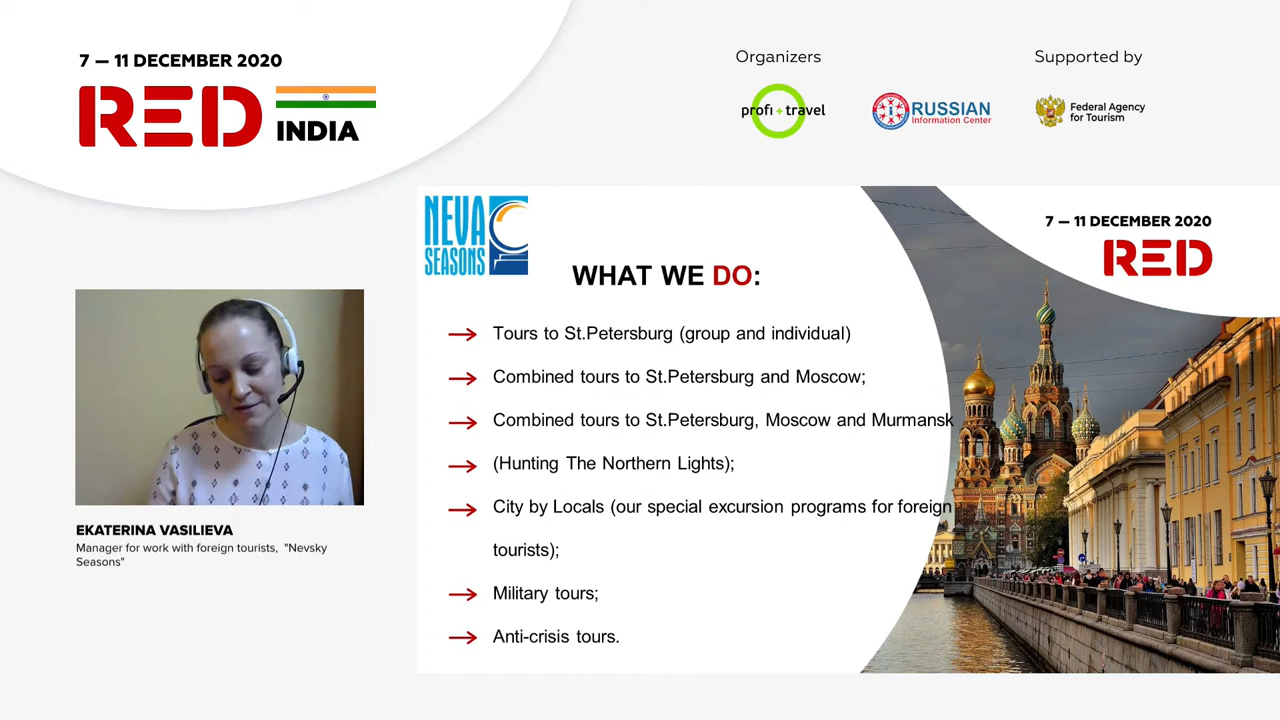 7 — 11 DECEMBER 2020
RED
INDIA
Organizers
Supported by
profi + travel
RUSSIAN
Information Center
Federal Agency
for Tourism
NEVA
SEASONS
7 — 11 DECEMBER 2020
RED
WHAT WE DO:
Tours to St.Petersburg (group and individual)
Combined tours to St.Petersburg and Moscow;
Combined tours to St.Petersburg, Moscow and Murmansk
(Hunting The Northern Lights);
City by Locals (our special excursion programs for foreign
tourists);
Military tours;
Anti-crisis tours.
EKATERINA VASILIEVA
Manager for work with foreign tourists, "Nevsky
Seasons"